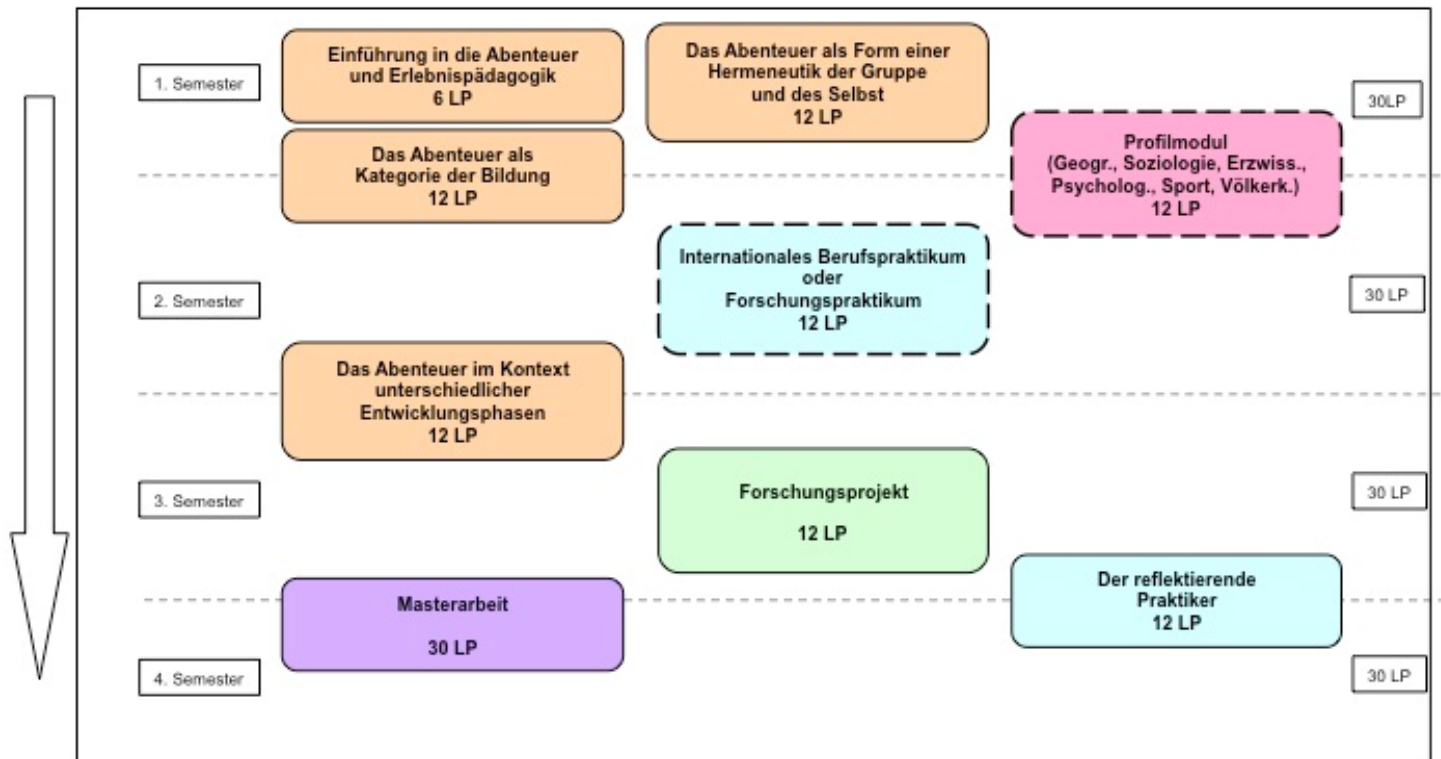 1. Semester
Einführung in die Abenteuer
und Erlebnispädagogik
6 LP
Das Abenteuer als Form einer
Hermeneutik der Gruppe
und des Selbst
12 LP
30LP
Das Abenteuer als
Kategorie der Bildung
12 LP
Profilmodul
(Geogr., Soziologie, Erzwiss.,
Psycholog., Sport, Völkerk.)
12 LP
2. Semester
Internationales Berufspraktikum
oder
Forschungspraktikum
12 LP
30 LP
Das Abenteuer im Kontext
unterschiedlicher
Entwicklungsphasen
12 LP
3. Semester
Forschungsprojekt
12 LP
30 LP
Masterarbeit
30 LP
Der reflektierende
Praktiker
12 LP
4. Semester
30 LP